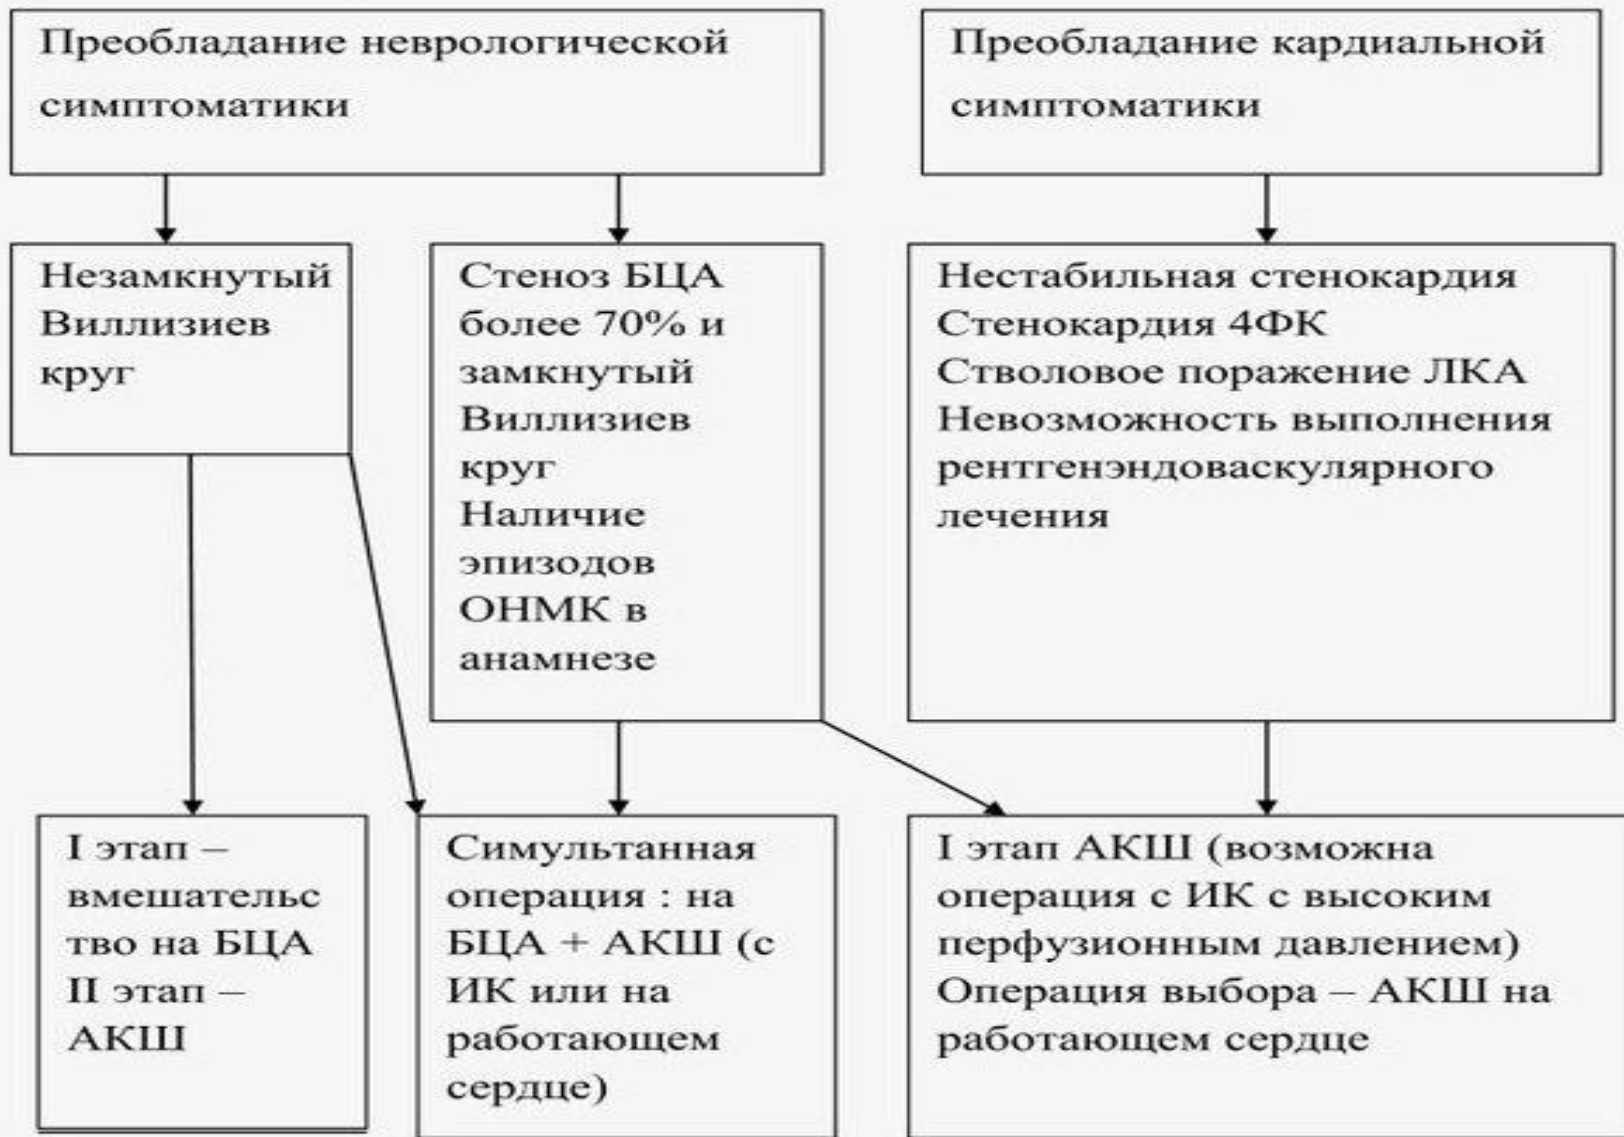 Преобладание неврологической
симптоматики
Преобладание кардиальной
симптоматики
Незамкнутый
Виллизиев
круг
Стеноз БЦА
более 70% и
замкнутый
Виллизиев
круг
Наличие
эпизодов
ОНМК в
анамнезе
Нестабильная стенокардия
Стенокардия 4ФК
Стволовое поражение ЛКА
Невозможность выполнения
рентгенэндоваскулярного
лечения
I этап –
вмешательс
тво на БЦА
II этап –
АКШ
Симультанная
операция : на
БЦА + АКШ (с
ИК или на
работающем
сердце)
I этап АКШ (возможна
операция с ИК с высоким
перфузионным давлением)
Операция выбора – АКШ на
работающем сердце